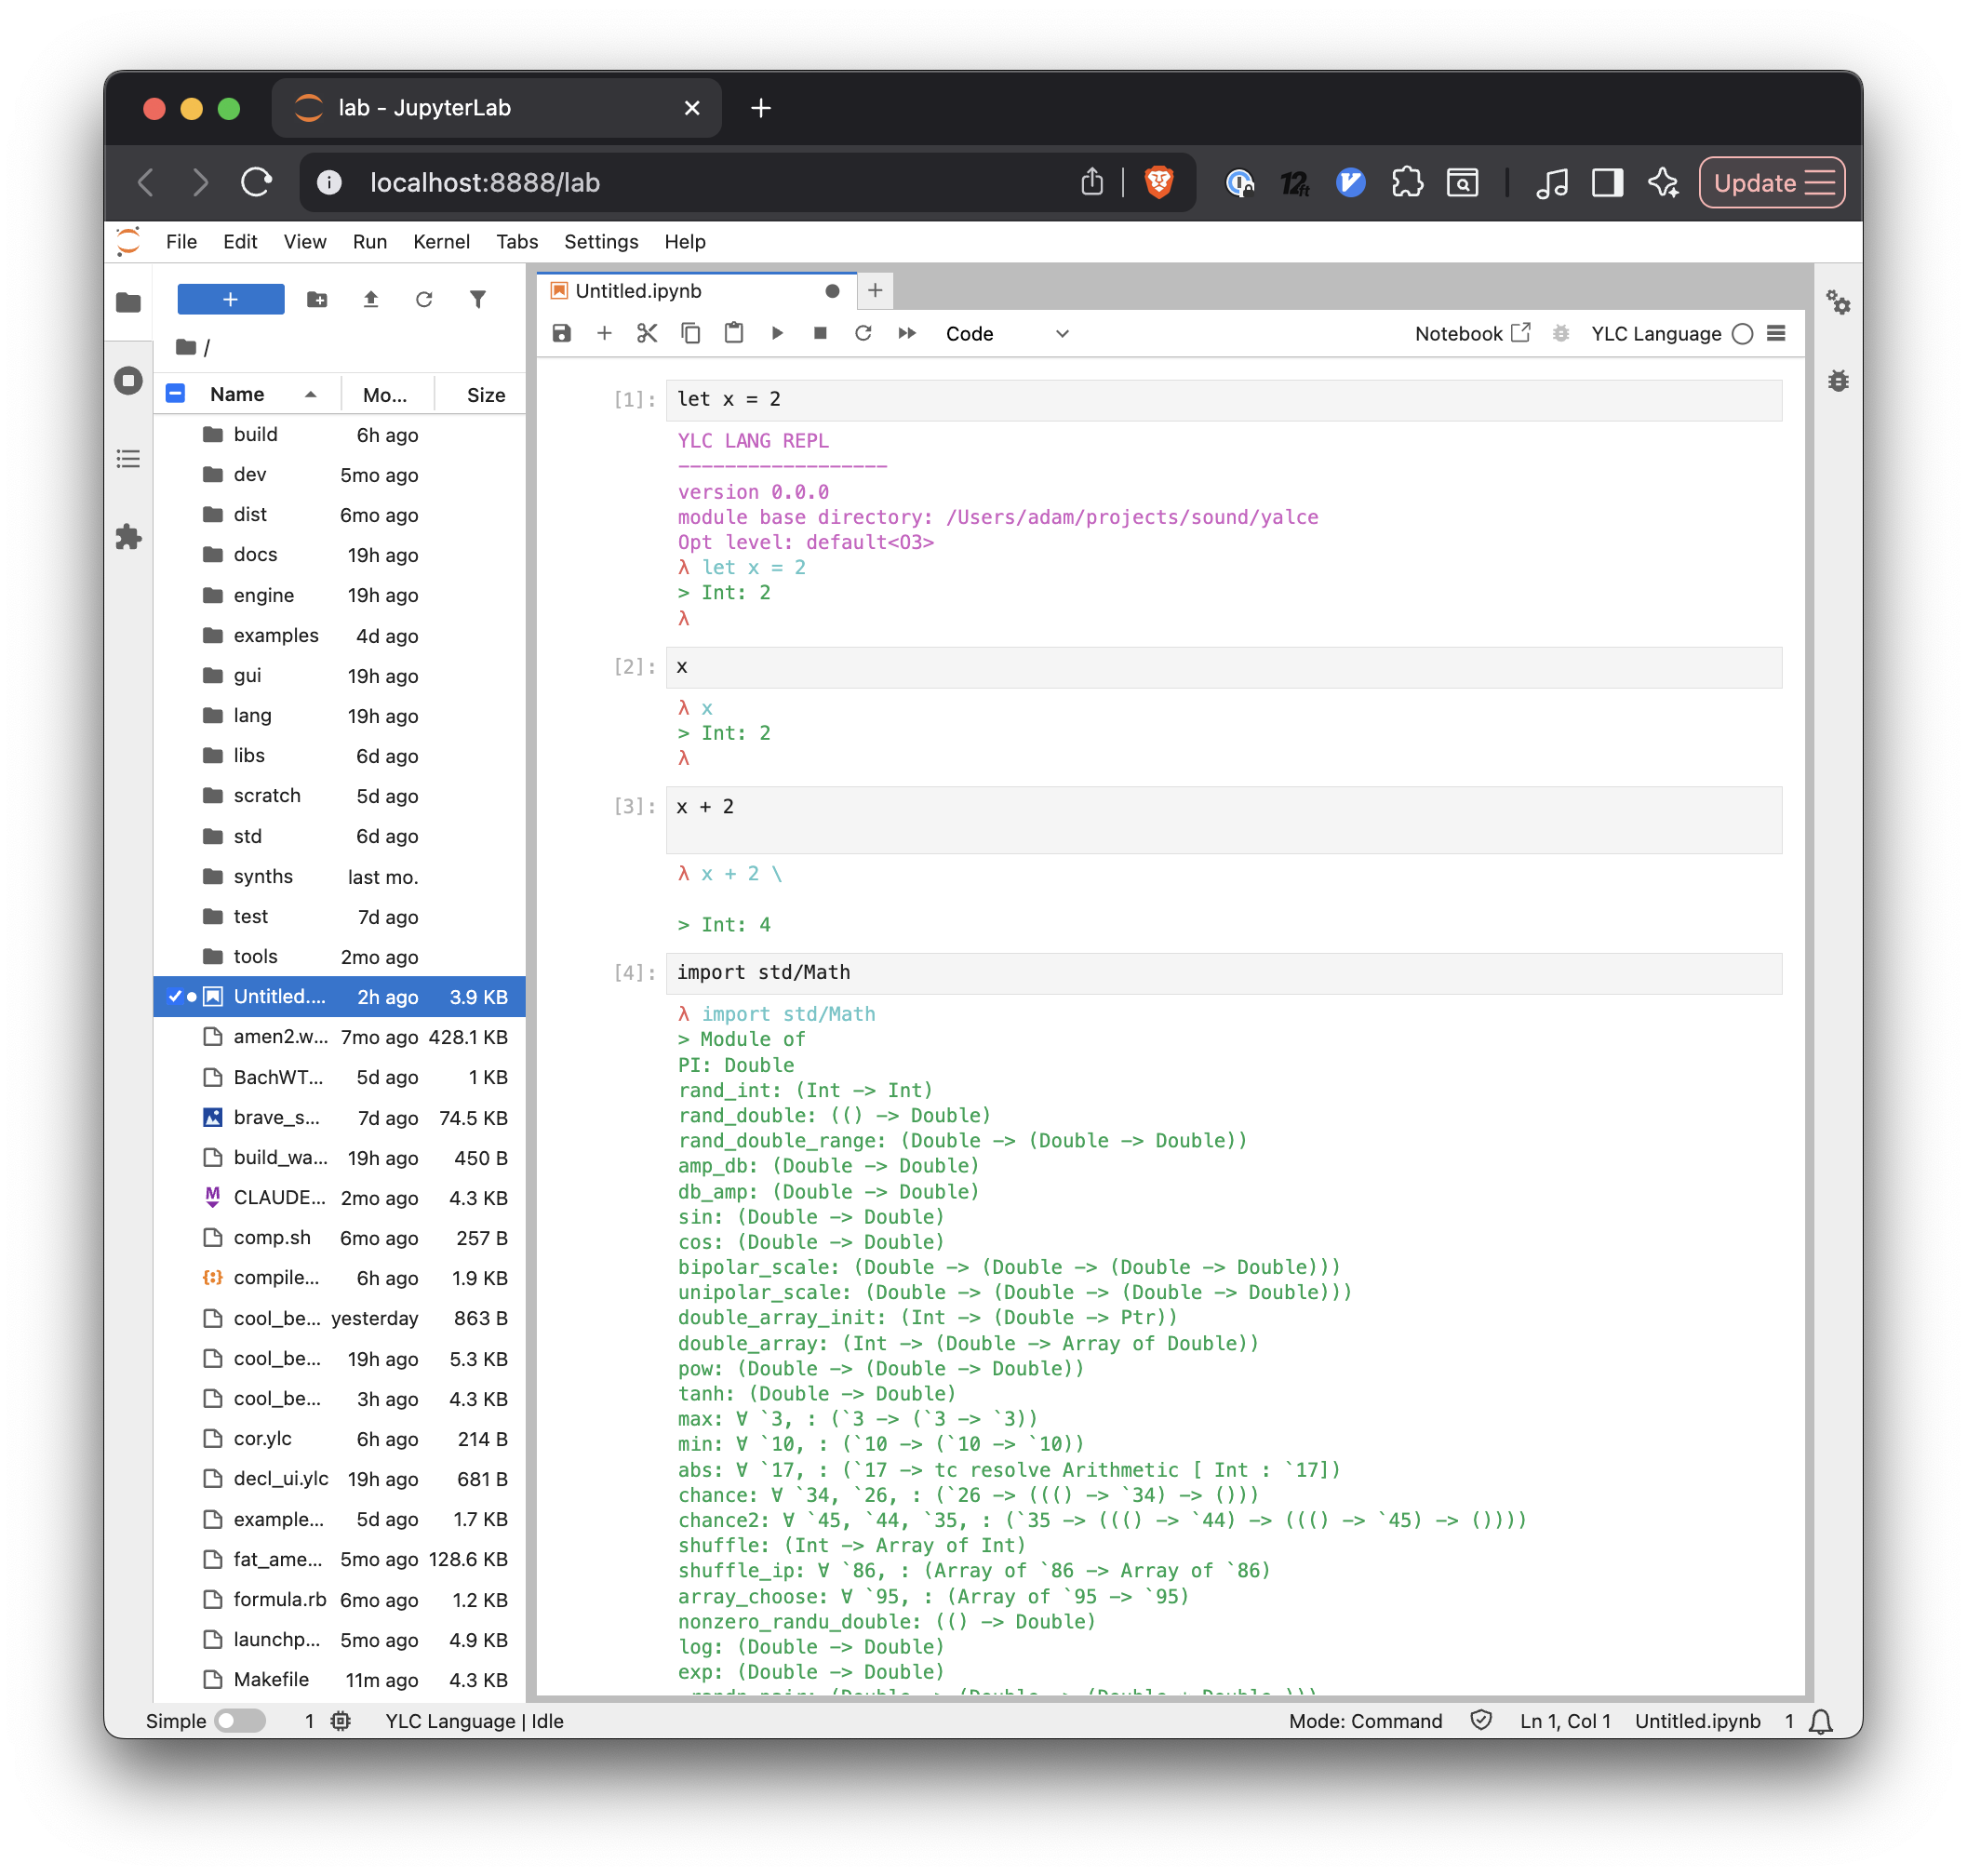 lab - JupyterLab
localhost:8888/lab
12ft
Update
File Edit View Run Kernel Tabs Settings Help
+
/
Name Mo... Size
build 6h ago
dev 5mo ago
dist 6mo ago
docs 19h ago
engine 19h ago
examples 4d ago
gui 19h ago
lang 19h ago
libs 6d ago
scratch 5d ago
std 6d ago
synths last mo.
test 7d ago
tools 2mo ago
Untitled.... 2h ago 3.9 KB
amen2.w... 7mo ago 428.1 KB
BachWT... 5d ago 1 KB
brave_s... 7d ago 74.5 KB
build_wa... 19h ago 450 B
CLAUDE... 2mo ago 4.3 KB
comp.sh 6mo ago 257 B
compile... 6h ago 1.9 KB
cool_be... yesterday 863 B
cool_be... 19h ago 5.3 KB
cool_be... 3h ago 4.3 KB
cor.ylc 6h ago 214 B
decl_ui.ylc 19h ago 681 B
example... 5d ago 1.7 KB
fat_ame... 5mo ago 128.6 KB
formula.rb 6mo ago 1.2 KB
launchp... 5mo ago 4.9 KB
Makefile 11m ago 4.3 KB
Untitled.ipynb
Code
Notebook YLC Language
[1]: let x = 2
YLC LANG REPL
------------------
version 0.0.0
module base directory: /Users/adam/projects/sound/yalce
Opt level: default<O3>
λ let x = 2
> Int: 2
λ
[2]: x
λ x
> Int: 2
λ
[3]: x + 2
λ x + 2 \
> Int: 4
[4]: import std/Math
λ import std/Math
> Module of
PI: Double
rand_int: (Int -> Int)
rand_double: (() -> Double)
rand_double_range: (Double -> (Double -> Double))
amp_db: (Double -> Double)
db_amp: (Double -> Double)
sin: (Double -> Double)
cos: (Double -> Double)
bipolar_scale: (Double -> (Double -> (Double -> Double)))
unipolar_scale: (Double -> (Double -> (Double -> Double)))
double_array_init: (Int -> (Double -> Ptr))
double_array: (Int -> (Double -> Array of Double))
pow: (Double -> (Double -> Double))
tanh: (Double -> Double)
max: ∀ `3, : (`3 -> (`3 -> `3))
min: ∀ `10, : (`10 -> (`10 -> `10))
abs: ∀ `17, : (`17 -> tc resolve Arithmetic [ Int : `17])
chance: ∀ `34, `26, : (`26 -> ((() -> `34) -> ()))
chance2: ∀ `45, `44, `35, : (`35 -> ((() -> `44) -> ((() -> `45) -> ())))
shuffle: (Int -> Array of Int)
shuffle_ip: ∀ `86, : (Array of `86 -> Array of `86)
array_choose: ∀ `95, : (Array of `95 -> `95)
nonzero_randu_double: (() -> Double)
log: (Double -> Double)
exp: (Double -> Double)
Simple 1 YLC Language | Idle Mode: Command Ln 1, Col 1 Untitled.ipynb 1